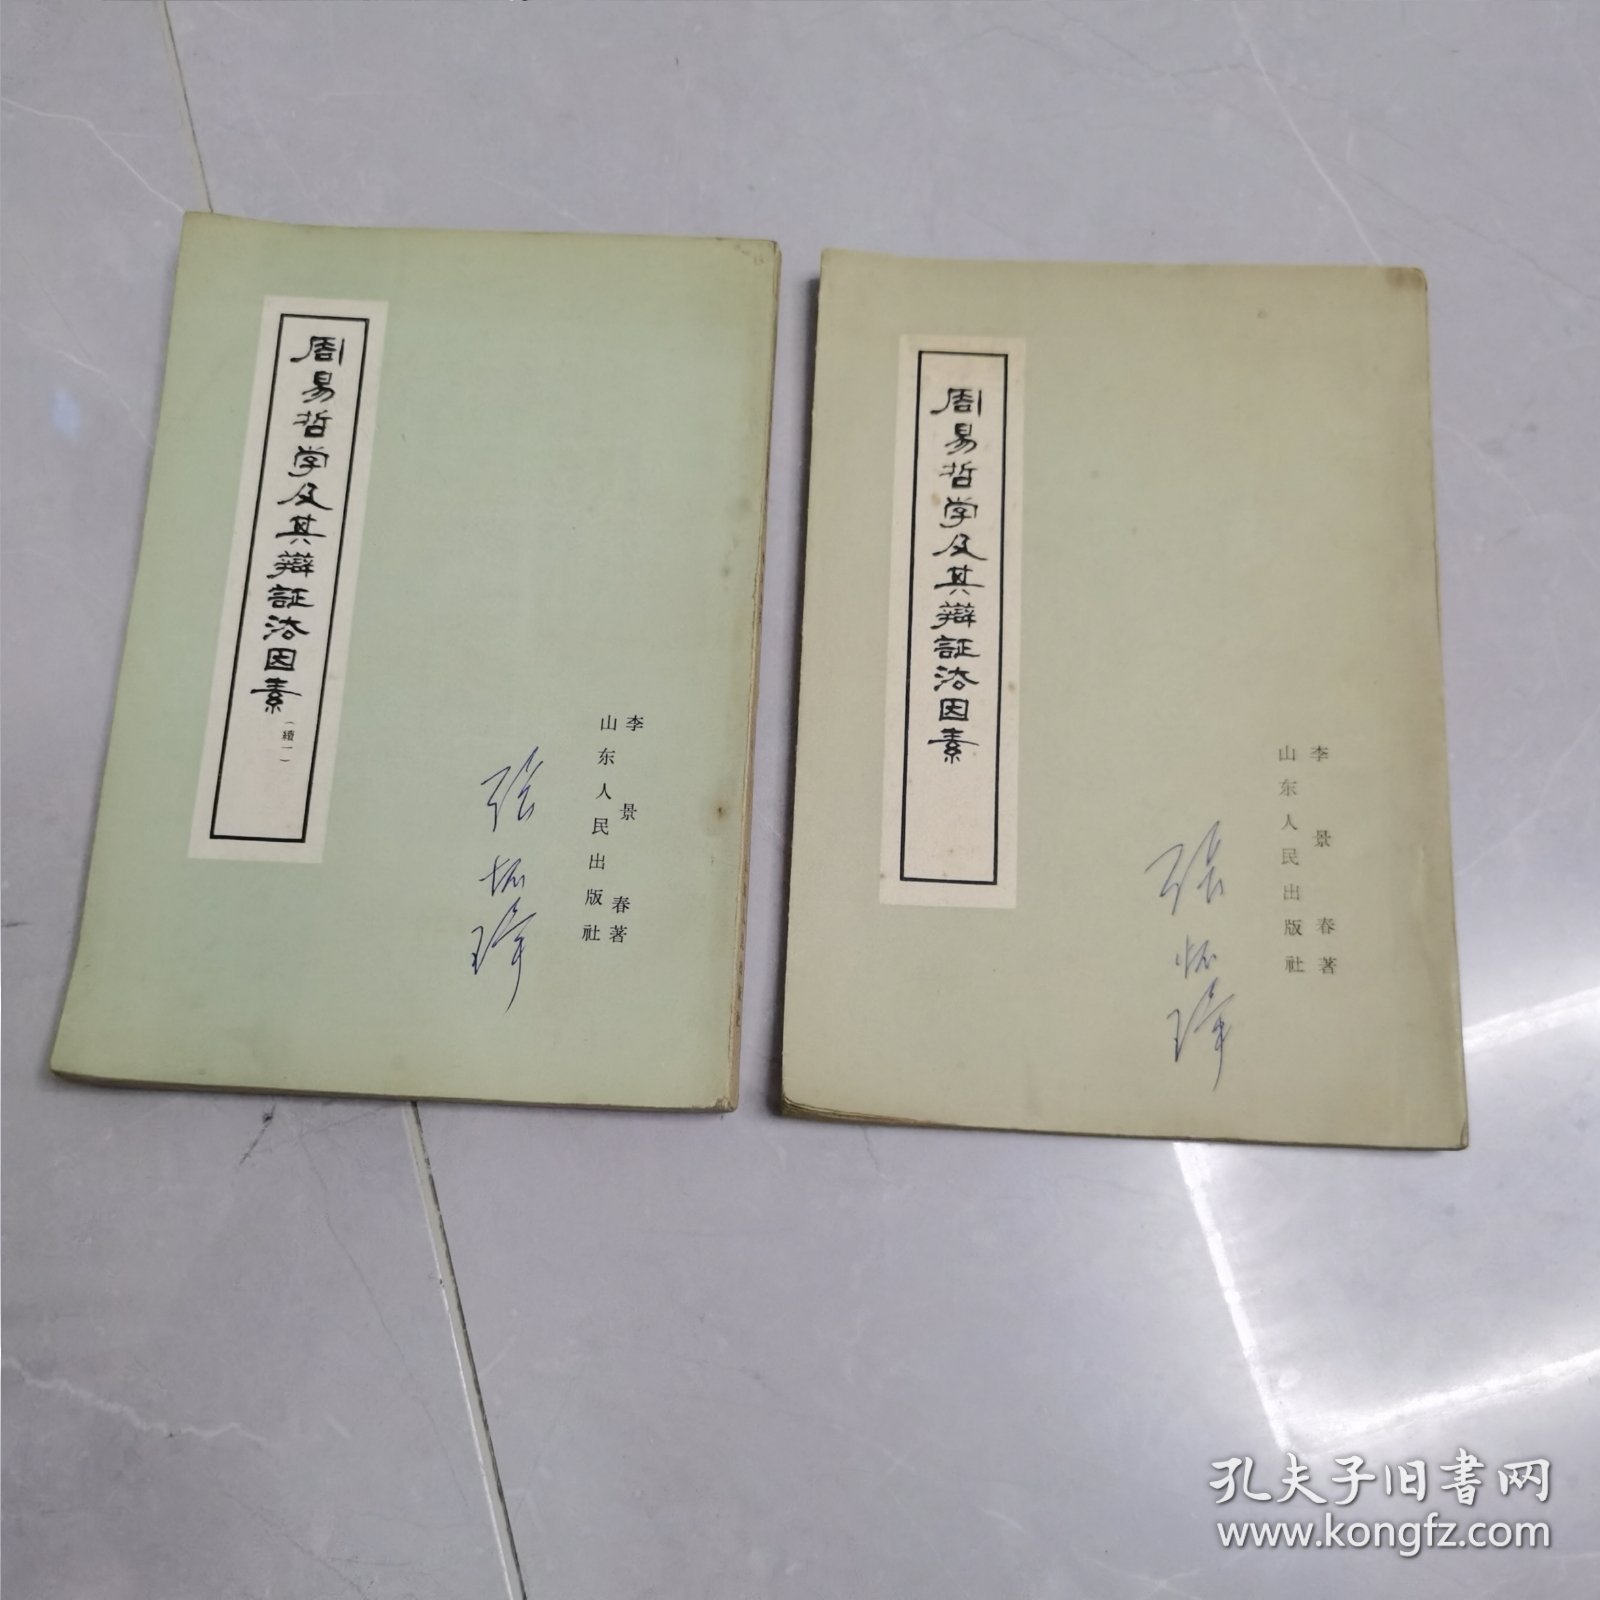 周易哲学及其辯証法因素
(續一)
李景春著
山东人民出版社
周易哲学及其辯証法因素
李景春著
山东人民出版社
孔夫子旧书网
www.kongfz.com